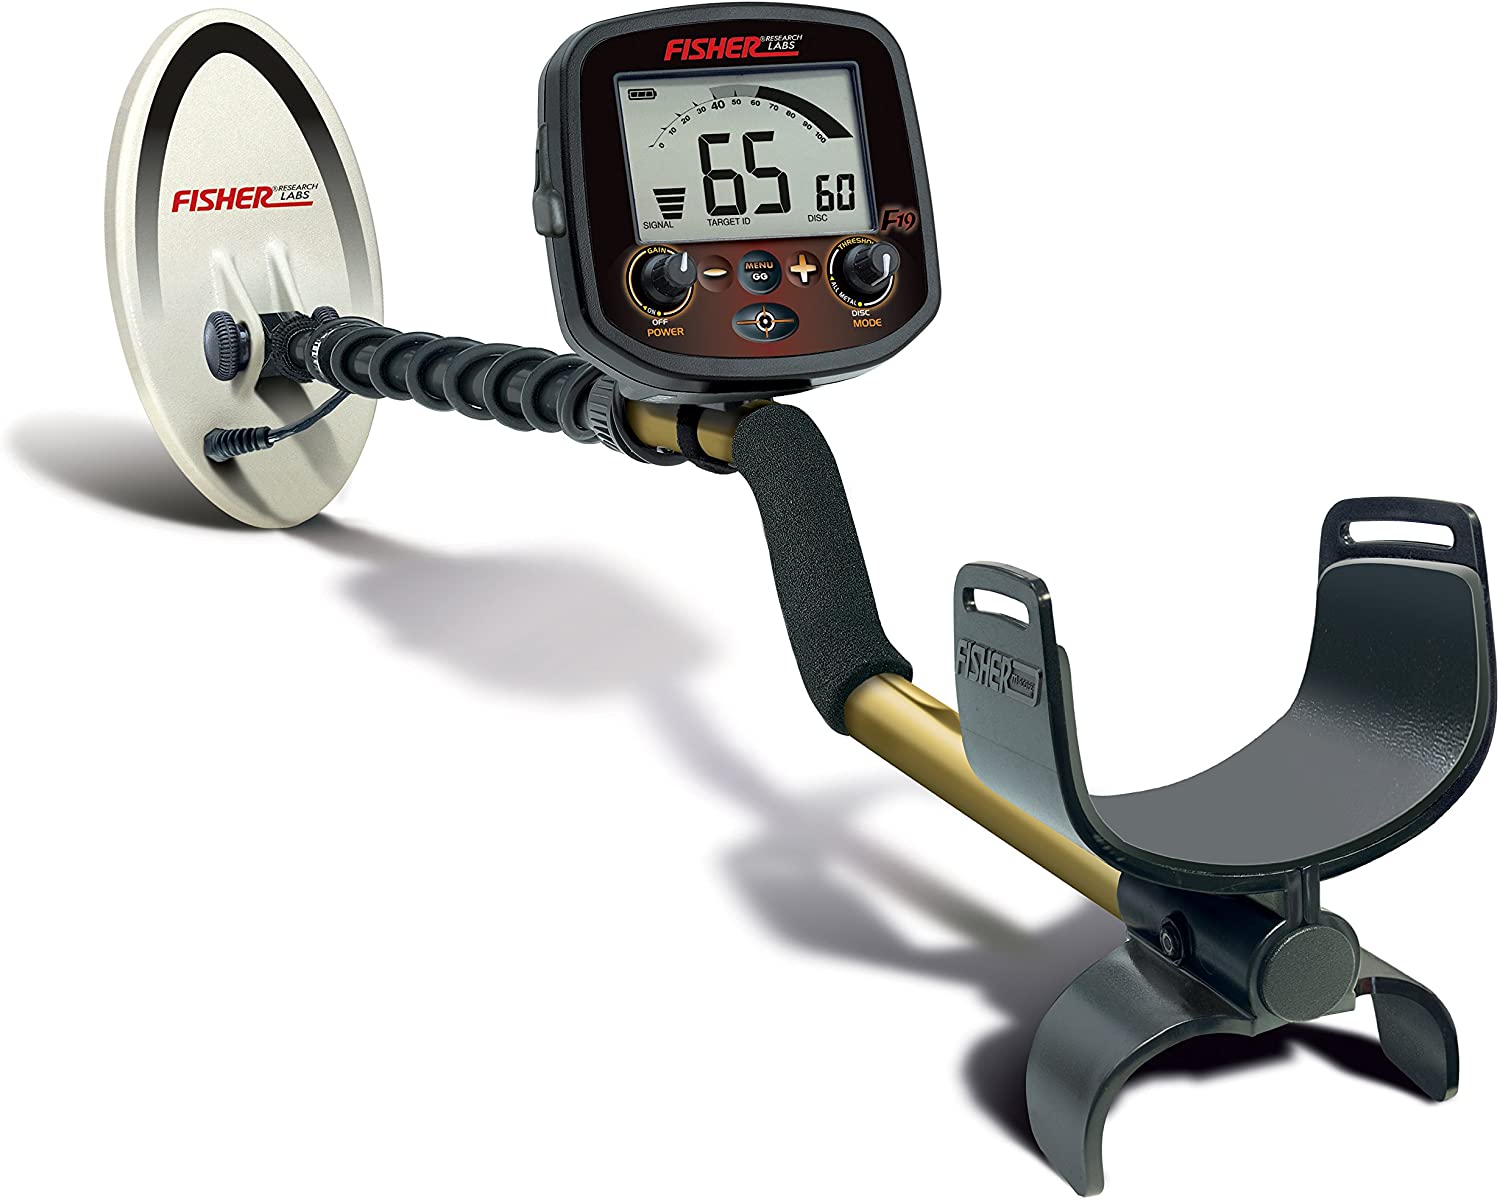 FISHER® RESEARCH LABS
0 10 20 30 40 50 60 70 80 90 100
65
60
SIGNAL TARGET ID DISC
F19
GAIN
ON
OFF
POWER
−
MENU
GG
+
THRESHOLD
ALL METAL
DISC
MODE
FISHER® RESEARCH LABS
FISHER